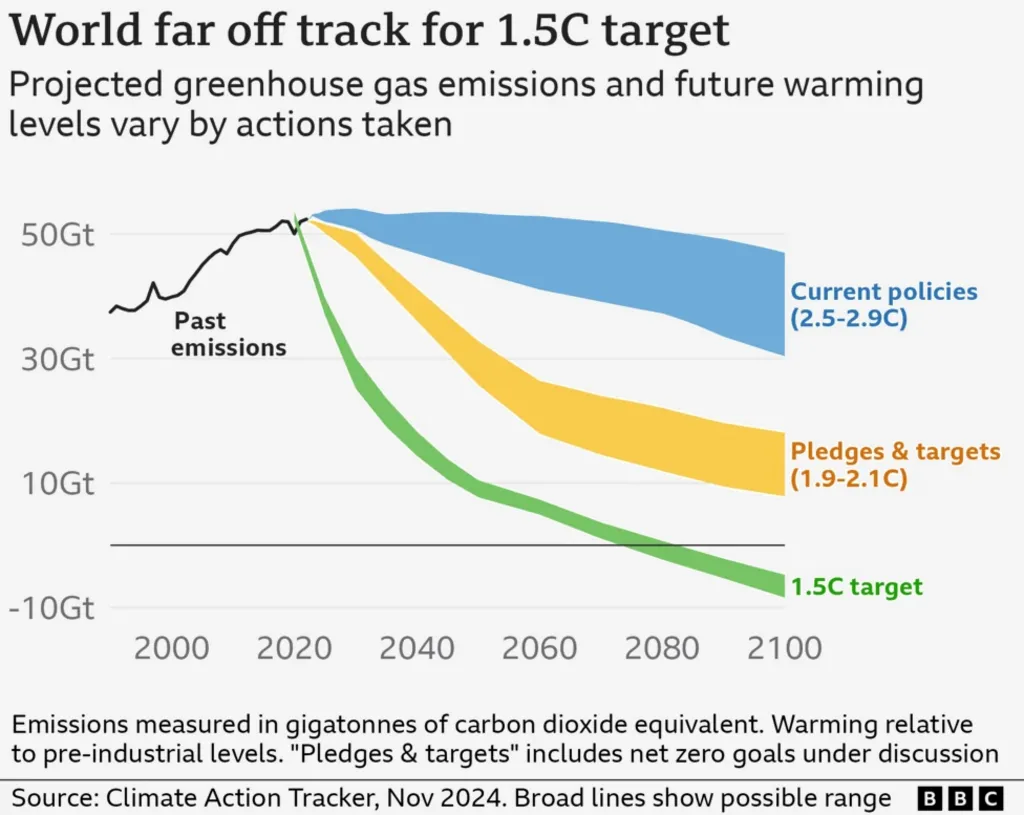 World far off track for 1.5C target
Projected greenhouse gas emissions and future warming
levels vary by actions taken
50Gt
30Gt
10Gt
-10Gt
Past
emissions
Current policies
(2.5-2.9C)
Pledges & targets
(1.9-2.1C)
1.5C target
2000 2020 2040 2060 2080 2100
Emissions measured in gigatonnes of carbon dioxide equivalent. Warming relative
to pre-industrial levels. "Pledges & targets" includes net zero goals under discussion
Source: Climate Action Tracker, Nov 2024. Broad lines show possible range BBC